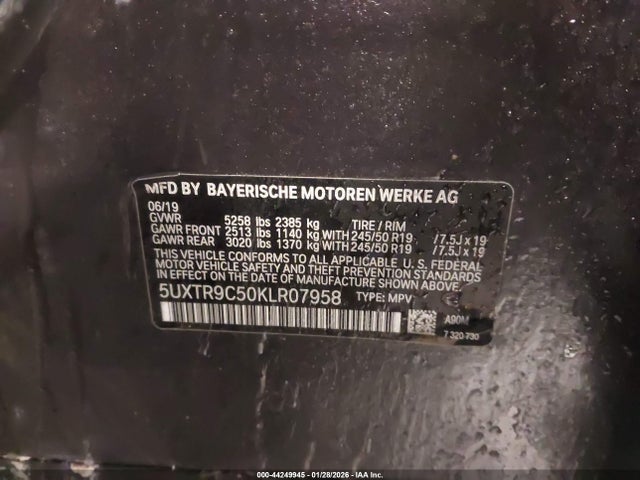 MFD BY BAYERISCHE MOTOREN WERKE AG
06/19
GVWR 5258 lbs 2385 kg TIRE / RIM
GAWR FRONT 2513 lbs 1140 kg WITH 245/50 R19 /7.5J x 19
GAWR REAR 3020 lbs 1370 kg WITH 245/50 R19 /7.5J x 19
THIS VEHICLE CONFORMS TO ALL APPLICABLE U. S. FEDERAL
MOTOR VEHICLE SAFETY AND THEFT PREVENTION STANDARDS
IN EFFECT ON THE DATE OF MANUFACTURE SHOWN ABOVE.
5UXTR9C50KLR07958 TYPE: MPV
A90M
7 320 730
000-44249945 - 01/28/2026 - IAA Inc.